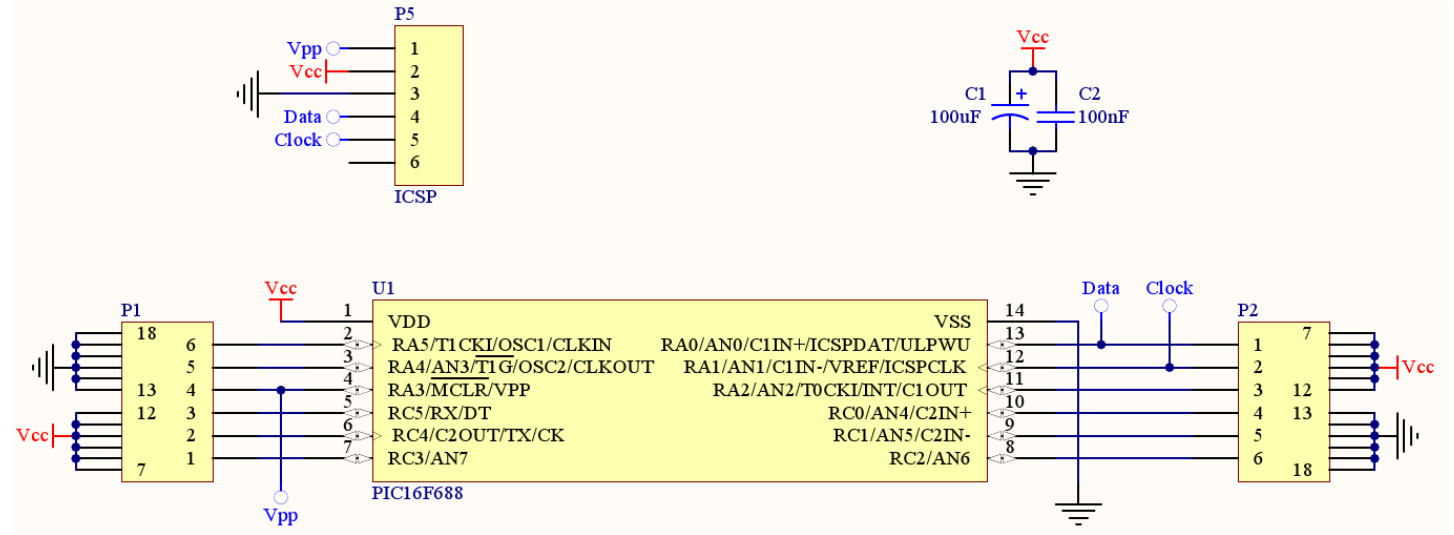 P5
Vpp 1
Vcc 2
3
Data 4
Clock 5
6
ICSP
Vcc
C1 + C2
100uF 100nF
Vcc U1 Data Clock
P1 P2
1 VDD VSS 14
18 7
6 2 RA5/T1CKI/OSC1/CLKIN RA0/AN0/C1IN+/ICSPDAT/ULPWU 13 1
5 3 RA4/AN3/T1G/OSC2/CLKOUT RA1/AN1/C1IN-/VREF/ICSPCLK 12 2 Vcc
13 4 4 RA3/MCLR/VPP RA2/AN2/T0CKI/INT/C1OUT 11 3 12
12 3 5 RC5/RX/DT RC0/AN4/C2IN+ 10 4 13
Vcc 2 6 RC4/C2OUT/TX/CK RC1/AN5/C2IN- 9 5
7 1 7 RC3/AN7 RC2/AN6 8 6 18
PIC16F688
Vpp